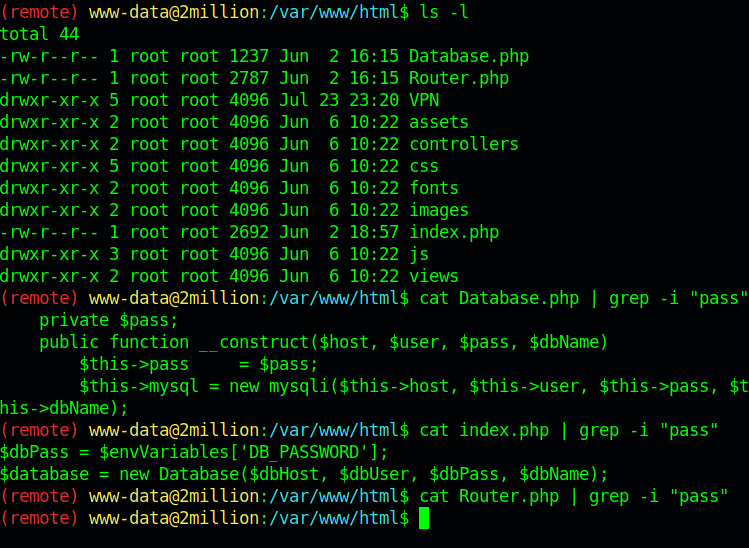 (remote) www-data@2million:/var/www/html$ ls -l
total 44
-rw-r--r-- 1 root root 1237 Jun  2 16:15 Database.php
-rw-r--r-- 1 root root 2787 Jun  2 16:15 Router.php
drwxr-xr-x 5 root root 4096 Jul 23 23:20 VPN
drwxr-xr-x 2 root root 4096 Jun  6 10:22 assets
drwxr-xr-x 2 root root 4096 Jun  6 10:22 controllers
drwxr-xr-x 5 root root 4096 Jun  6 10:22 css
drwxr-xr-x 2 root root 4096 Jun  6 10:22 fonts
drwxr-xr-x 2 root root 4096 Jun  6 10:22 images
-rw-r--r-- 1 root root 2692 Jun  2 18:57 index.php
drwxr-xr-x 3 root root 4096 Jun  6 10:22 js
drwxr-xr-x 2 root root 4096 Jun  6 10:22 views
(remote) www-data@2million:/var/www/html$ cat Database.php | grep -i "pass"
    private $pass;
    public function __construct($host, $user, $pass, $dbName)
        $this->pass     = $pass;
        $this->mysql = new mysqli($this->host, $this->user, $this->pass, $t
his->dbName);
(remote) www-data@2million:/var/www/html$ cat index.php | grep -i "pass"
$dbPass = $envVariables['DB_PASSWORD'];
$database = new Database($dbHost, $dbUser, $dbPass, $dbName);
(remote) www-data@2million:/var/www/html$ cat Router.php | grep -i "pass"
(remote) www-data@2million:/var/www/html$